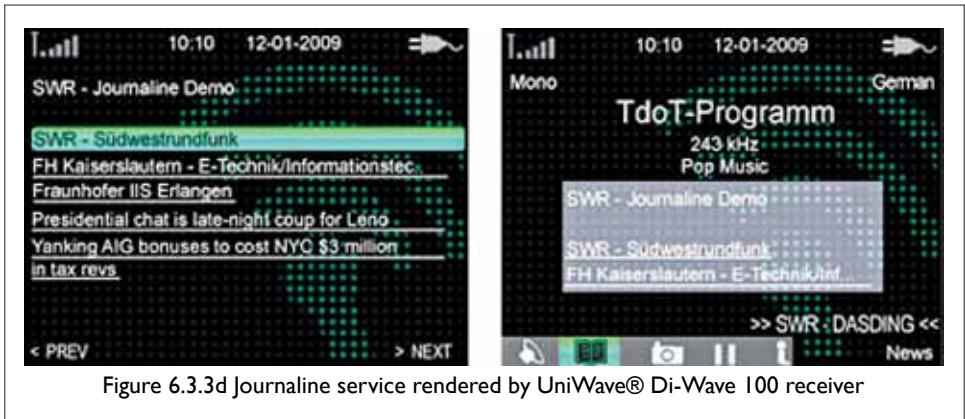 10:10 12-01-2009
SWR - Journaline Demo
SWR - Südwestrundfunk
FH Kaiserslautern - E-Technik/Informationstec
Fraunhofer IIS Erlangen
Presidential chat is late-night coup for Leno
Yanking AIG bonuses to cost NYC $3 million
in tax revs
< PREV > NEXT
10:10 12-01-2009
Mono German
TdoT-Programm
243 kHz
Pop Music
SWR - Journaline Demo
SWR - Südwestrundfunk
FH Kaiserslautern - E-Technik/Inf...
>> SWR - DASDING <<
News
Figure 6.3.3d Journaline service rendered by UniWave® Di-Wave 100 receiver